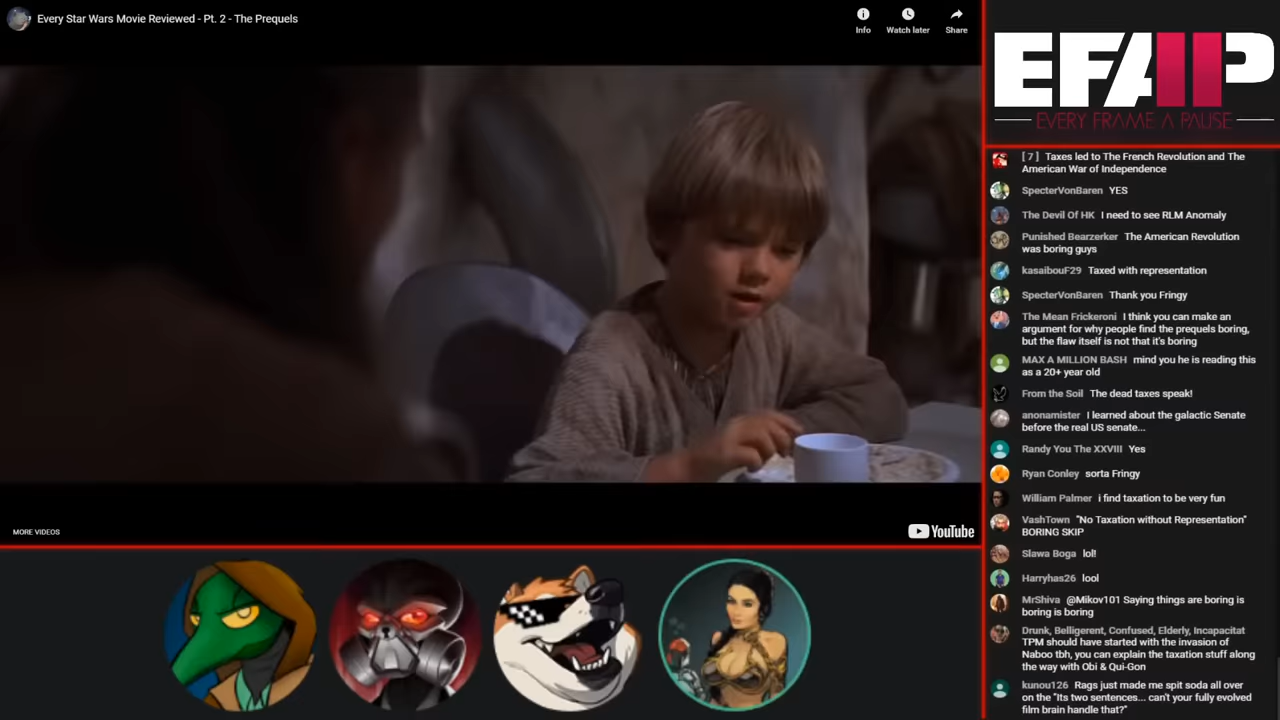 Every Star Wars Movie Reviewed - Pt. 2 - The Prequels
Info
Watch later
Share
EFAP
EVERY FRAME A PAUSE
[ 7 ] Taxes led to The French Revolution and The
American War of Independence
SpecterVonBaren YES
The Devil Of HK I need to see RLM Anomaly
Punished Bearzerker The American Revolution
was boring guys
kasaibouF29 Taxed with representation
SpecterVonBaren Thank you Fringy
The Mean Frickeroni I think you can make an
argument for why people find the prequels boring,
but the flaw itself is not that it's boring
MAX A MILLION BASH mind you he is reading this
as a 20+ year old
From the Soil The dead taxes speak!
anonamister I learned about the galactic Senate
before the real US senate...
Randy You The XXVIII Yes
Ryan Conley sorta Fringy
William Palmer i find taxation to be very fun
VashTown "No Taxation without Representation"
BORING SKIP
Slawa Boga lol!
Harryhas26 lool
MrShiva @Mikov101 Saying things are boring is
boring is boring
Drunk, Belligerent, Confused, Elderly, Incapacitat
TPM should have started with the invasion of
Naboo tbh, you can explain the taxation stuff along
the way with Obi & Qui-Gon
kunou126 Rags just made me spit soda all over
on the "Its two sentences... can't your fully evolved
film brain handle that?"
MORE VIDEOS
YouTube